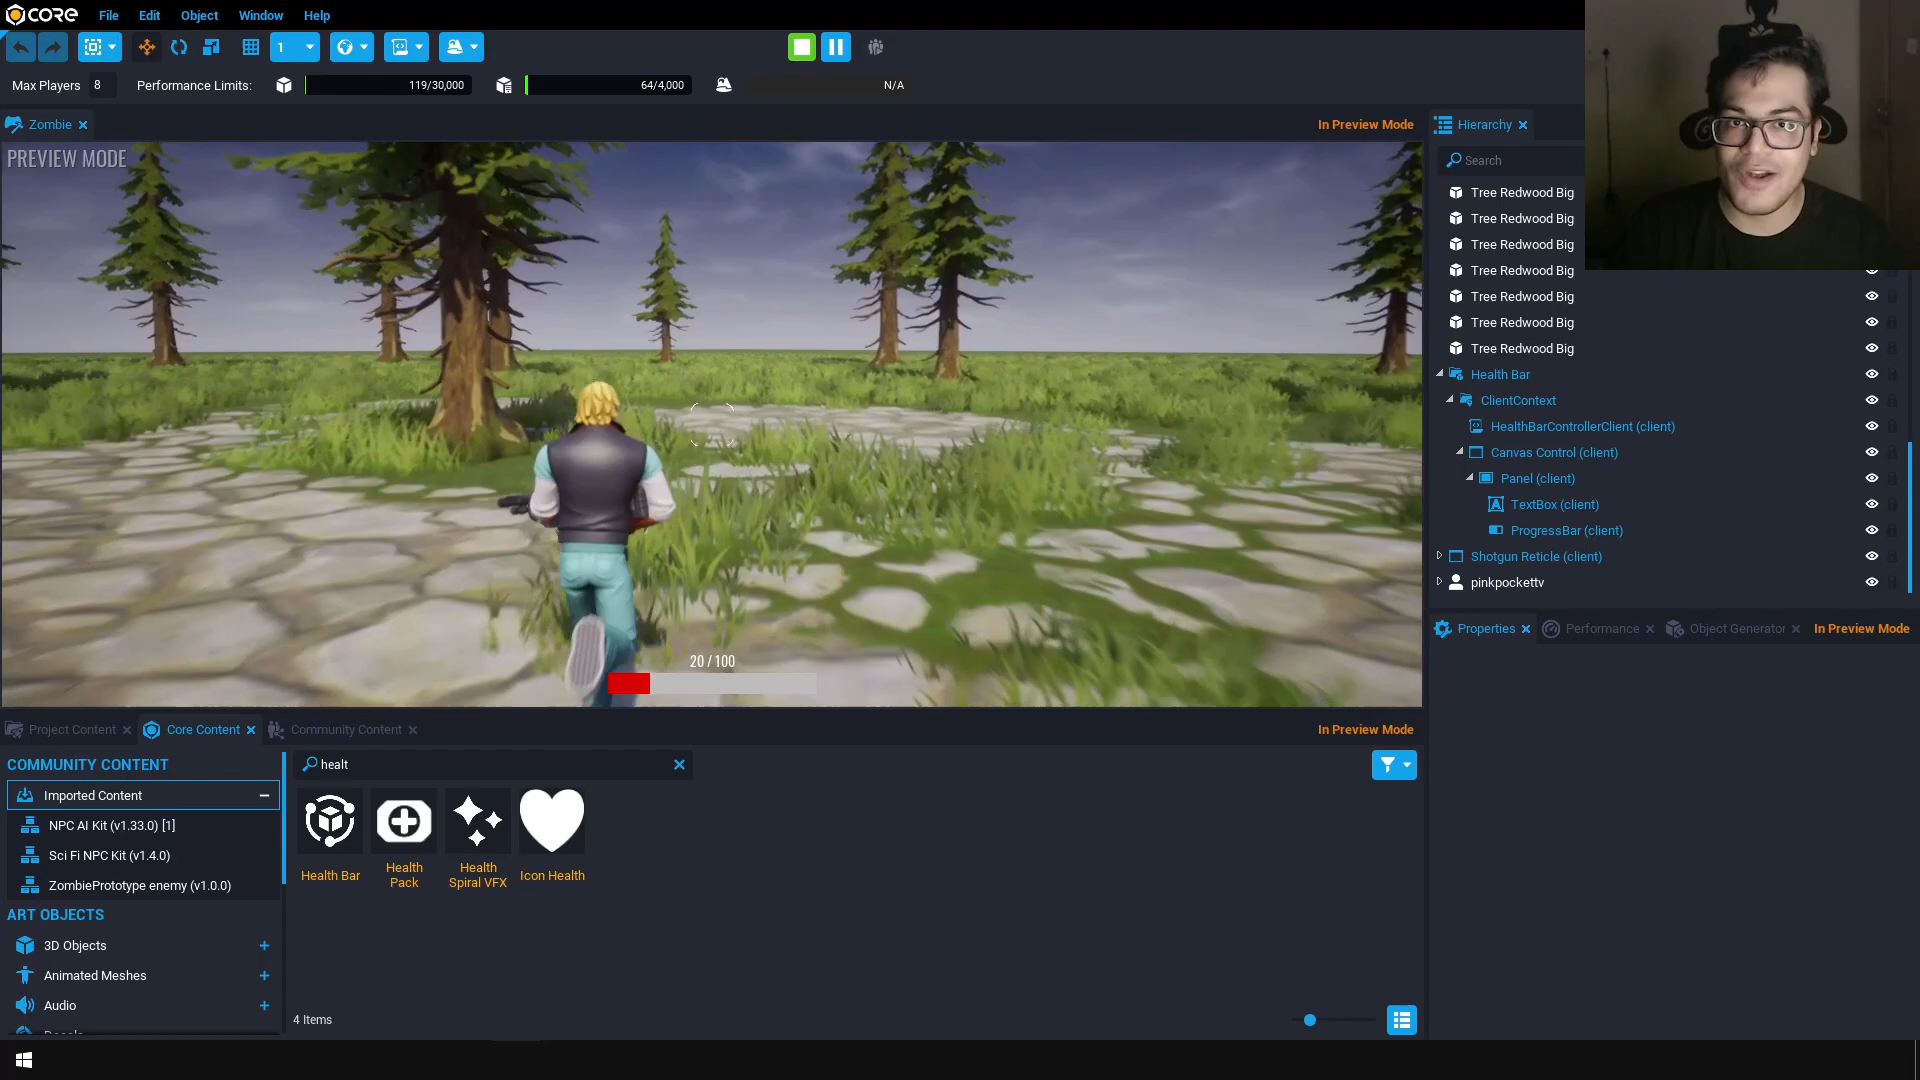 CORE
File Edit Object Window Help
1
Max Players 8 Performance Limits: 119/30,000 64/4,000 N/A
Zombie In Preview Mode
PREVIEW MODE
20 / 100
Hierarchy
Search
Tree Redwood Big
Tree Redwood Big
Tree Redwood Big
Tree Redwood Big
Tree Redwood Big
Tree Redwood Big
Tree Redwood Big
Health Bar
ClientContext
HealthBarControllerClient (client)
Canvas Control (client)
Panel (client)
TextBox (client)
ProgressBar (client)
Shotgun Reticle (client)
pinkpockettv
Properties Performance Object Generator In Preview Mode
Project Content Core Content Community Content In Preview Mode
COMMUNITY CONTENT
Imported Content
NPC AI Kit (v1.33.0) [1]
Sci Fi NPC Kit (v1.4.0)
ZombiePrototype enemy (v1.0.0)
ART OBJECTS
3D Objects
Animated Meshes
Audio
healt
Health Bar
Health
Pack
Health
Spiral VFX
Icon Health
4 Items